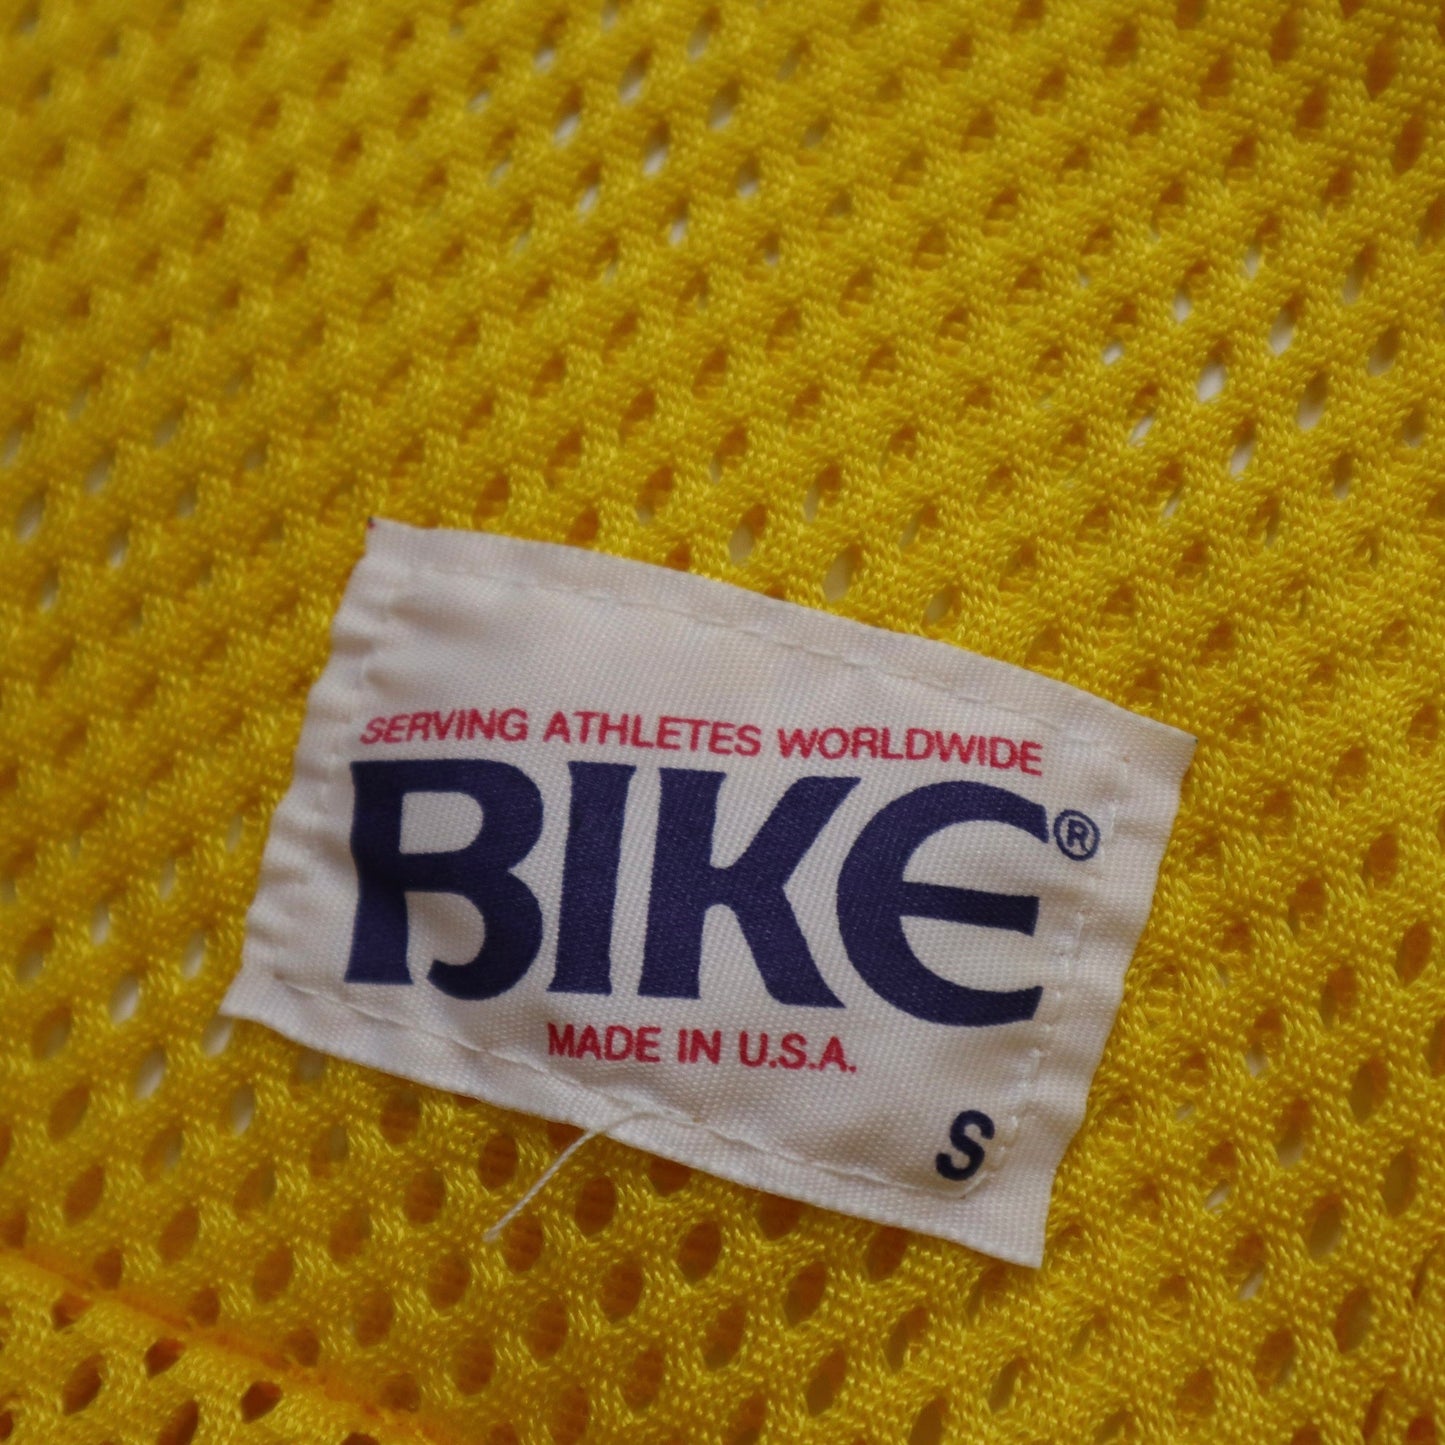 SERVING ATHLETES WORLDWIDE
BIKE®
MADE IN U.S.A.
S